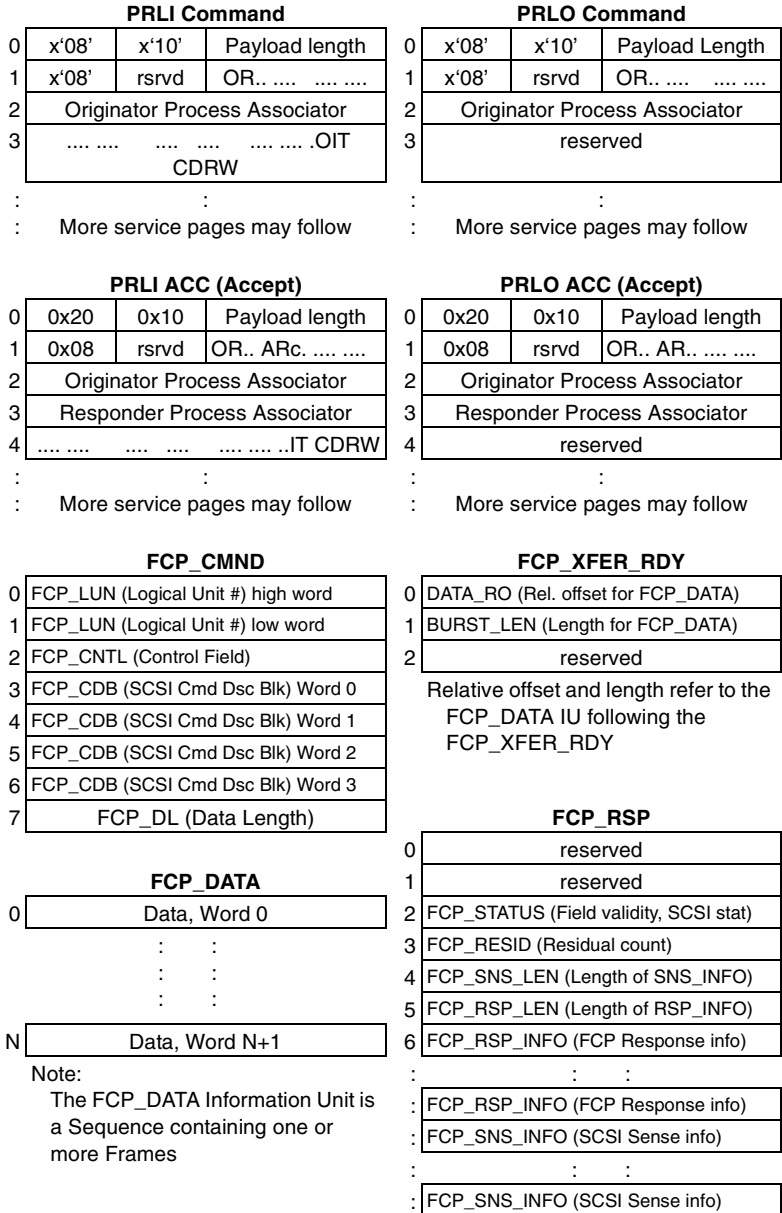 PRLI Command
0 x‘08’ x‘10’ Payload length
1 x‘08’ rsrvd OR.. .... .... ....
2 Originator Process Associator
3 .... .... .... .... .... .... .OIT
CDRW
: :
: More service pages may follow
PRLO Command
0 x‘08’ x‘10’ Payload Length
1 x‘08’ rsrvd OR.. .... .... ....
2 Originator Process Associator
3 reserved
: :
: More service pages may follow
PRLI ACC (Accept)
0 0x20 0x10 Payload length
1 0x08 rsrvd OR.. ARc. .... ....
2 Originator Process Associator
3 Responder Process Associator
4 .... .... .... .... .... .... ..IT CDRW
: :
: More service pages may follow
PRLO ACC (Accept)
0 0x20 0x10 Payload length
1 0x08 rsrvd OR.. AR.. .... ....
2 Originator Process Associator
3 Responder Process Associator
4 reserved
: :
: More service pages may follow
FCP_CMND
0 FCP_LUN (Logical Unit #) high word
1 FCP_LUN (Logical Unit #) low word
2 FCP_CNTL (Control Field)
3 FCP_CDB (SCSI Cmd Dsc Blk) Word 0
4 FCP_CDB (SCSI Cmd Dsc Blk) Word 1
5 FCP_CDB (SCSI Cmd Dsc Blk) Word 2
6 FCP_CDB (SCSI Cmd Dsc Blk) Word 3
7 FCP_DL (Data Length)
FCP_DATA
0 Data, Word 0
: :
: :
: :
N Data, Word N+1
Note:
The FCP_DATA Information Unit is
a Sequence containing one or
more Frames
FCP_XFER_RDY
0 DATA_RO (Rel. offset for FCP_DATA)
1 BURST_LEN (Length for FCP_DATA)
2 reserved
Relative offset and length refer to the
FCP_DATA IU following the
FCP_XFER_RDY
FCP_RSP
0 reserved
1 reserved
2 FCP_STATUS (Field validity, SCSI stat)
3 FCP_RESID (Residual count)
4 FCP_SNS_LEN (Length of SNS_INFO)
5 FCP_RSP_LEN (Length of RSP_INFO)
6 FCP_RSP_INFO (FCP Response info)
: : :
: FCP_RSP_INFO (FCP Response info)
: FCP_SNS_INFO (SCSI Sense info)
: : :
: FCP_SNS_INFO (SCSI Sense info)